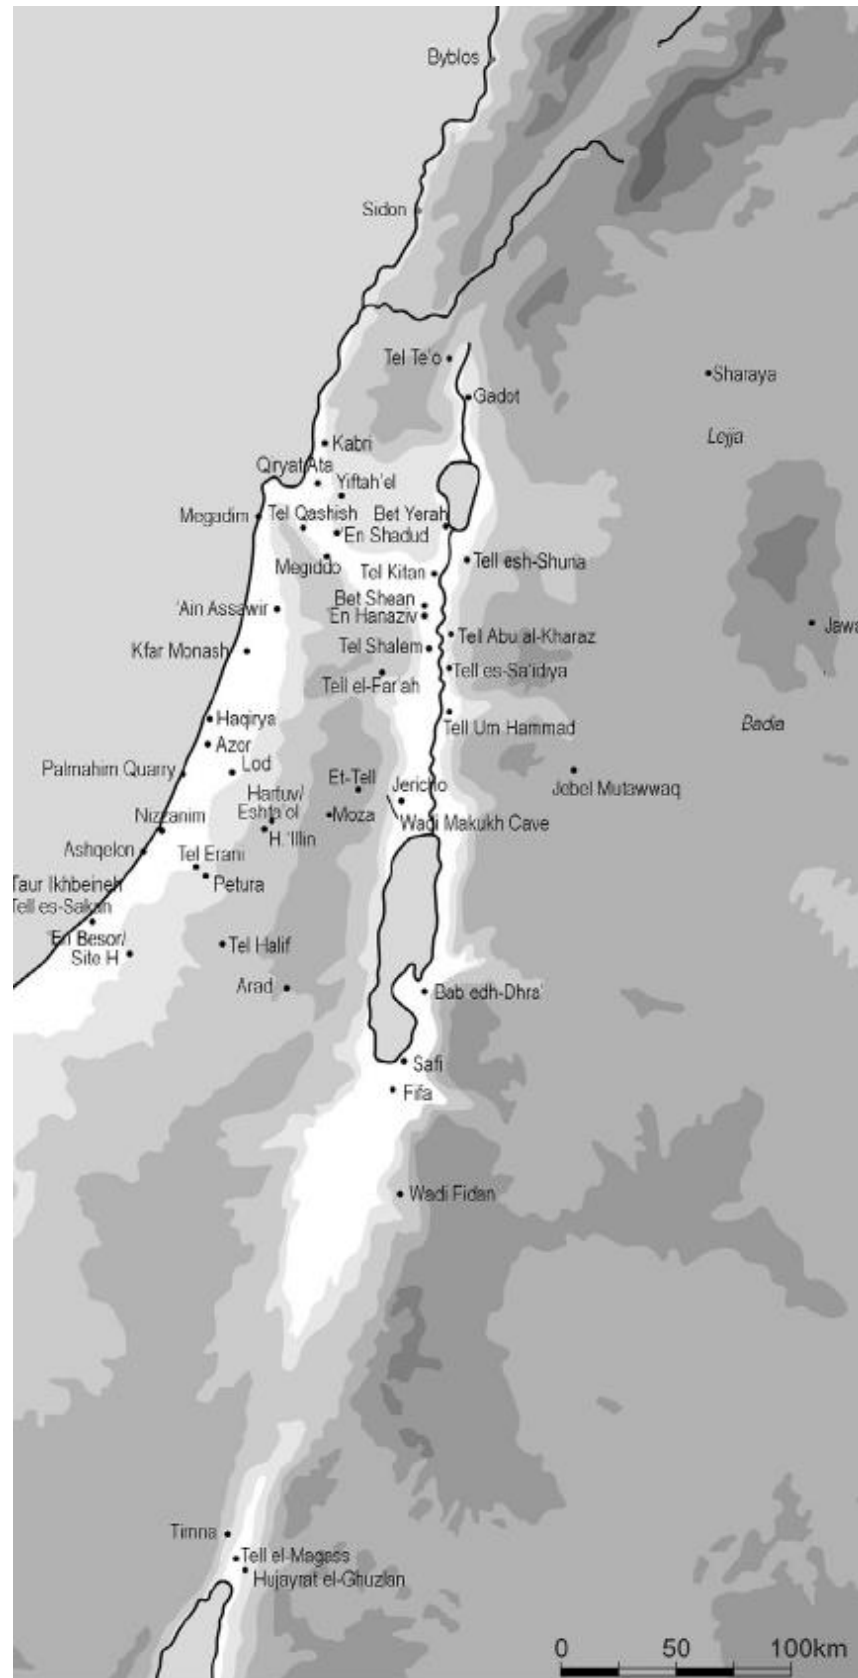 Byblos
Sidon
Tel Te'o
Sharaya
Gadot
Lejja
Kabri
Qiryat Ata
Yiftah'el
Megadim
Tel Qashish
Bet Yerah
'En Shadud
Megiddo
Tel Kitan
Tell esh-Shuna
Bet Shean
'Ain Assawir
'En Hanaziv
Jawa
Tell Abu al-Kharaz
Kfar Monash
Tel Shalem
Tell es-Sa'idiya
Tell el-Far'ah
Haqirya
Tell Um Hammad
Badia
Azor
Palmahim Quarry
Lod
Et-Tell
Jericho
Jebel Mutawwaq
Hartuv/
Eshta'ol
Nizzanim
Moza
Wadi Makukh Cave
H. 'Illin
Ashqelon
Tel Erani
Taur Ikhbeineh
Petura
Tell es-Sakan
'En Besor/
Site H
Tel Halif
Arad
Bab edh-Dhra'
Safi
Fifa
Wadi Fidan
Timna
Tell el-Magass
Hujayrat el-Ghuzlan
0 50 100km